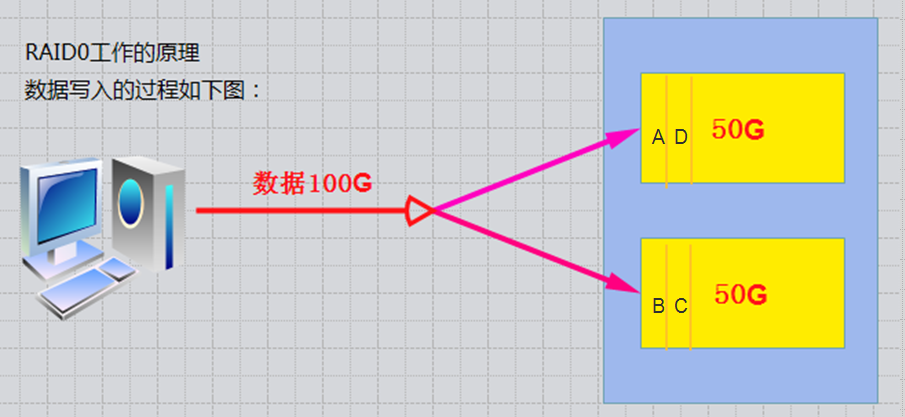 RAID0工作的原理
数据写入的过程如下图：
数据100G
A D 50G
B C 50G